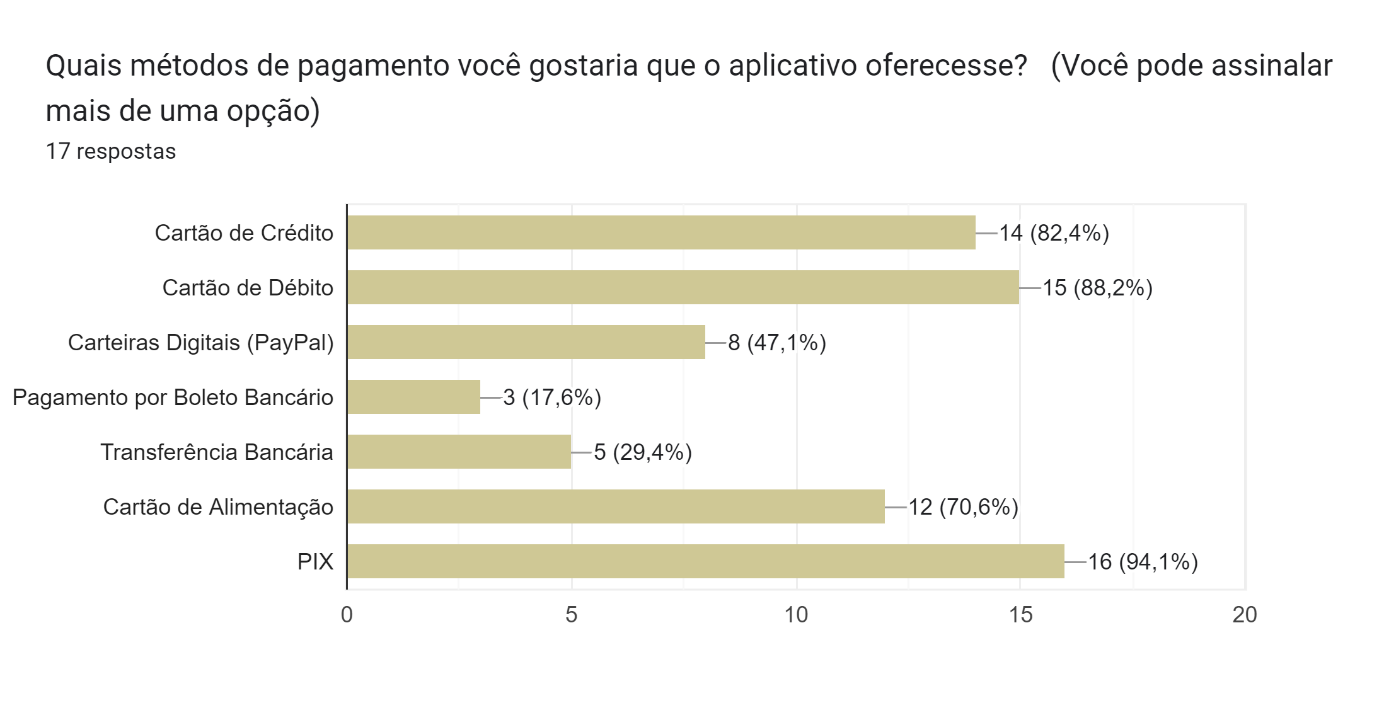 Quais métodos de pagamento você gostaria que o aplicativo oferecesse?   (Você pode assinalar
mais de uma opção)
17 respostas
Cartão de Crédito 14 (82,4%)
Cartão de Débito 15 (88,2%)
Carteiras Digitais (PayPal) 8 (47,1%)
Pagamento por Boleto Bancário 3 (17,6%)
Transferência Bancária 5 (29,4%)
Cartão de Alimentação 12 (70,6%)
PIX 16 (94,1%)
0 5 10 15 20